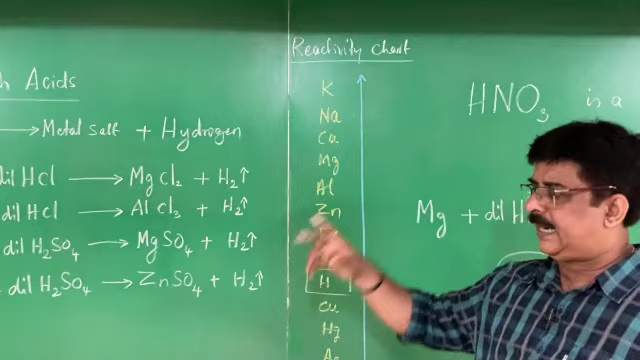 h Acids
→ Metal salt + Hydrogen
dil HCl → MgCl₂ + H₂↑
dil HCl → AlCl₃ + H₂↑
dil H₂SO₄ → MgSO₄ + H₂↑
dil H₂SO₄ → ZnSO₄ + H₂↑
Reactivity chart
K
Na
Ca
Mg
Al
Zn
H
Cu
Hg
HNO₃ is a
Mg + dil H